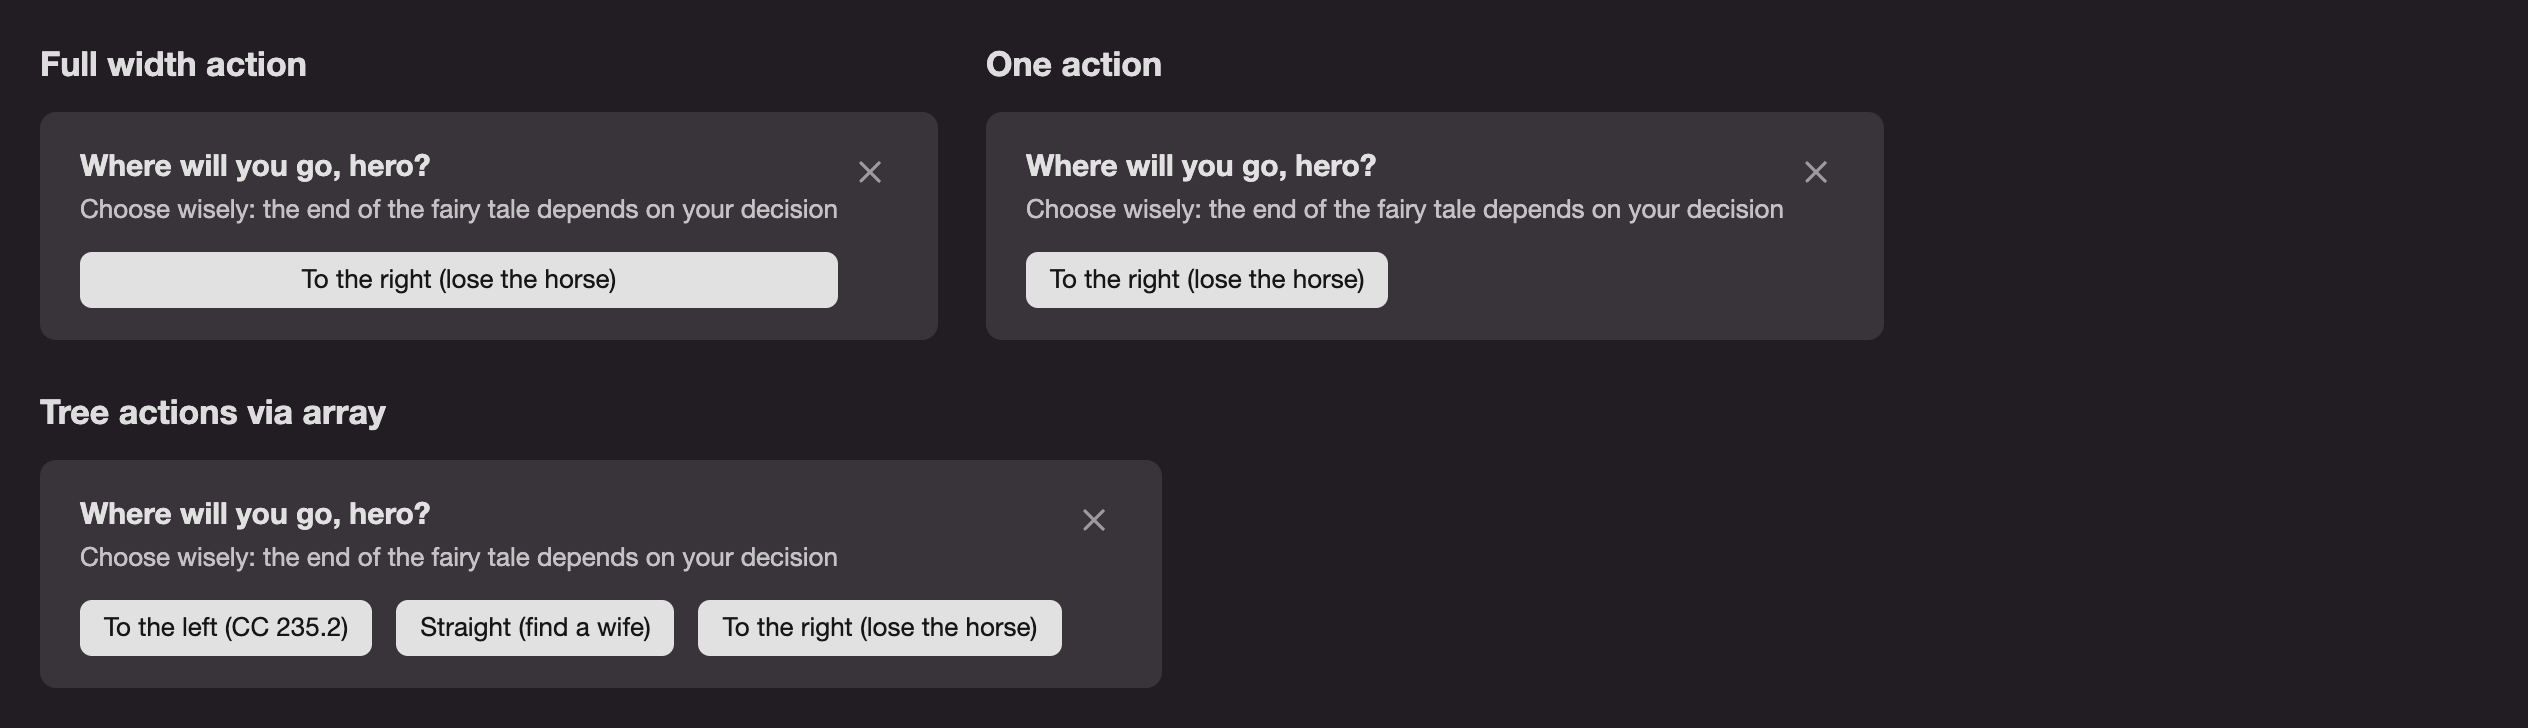 Full width action
Where will you go, hero?
Choose wisely: the end of the fairy tale depends on your decision
To the right (lose the horse)
One action
Where will you go, hero?
Choose wisely: the end of the fairy tale depends on your decision
To the right (lose the horse)
Tree actions via array
Where will you go, hero?
Choose wisely: the end of the fairy tale depends on your decision
To the left (CC 235.2)
Straight (find a wife)
To the right (lose the horse)